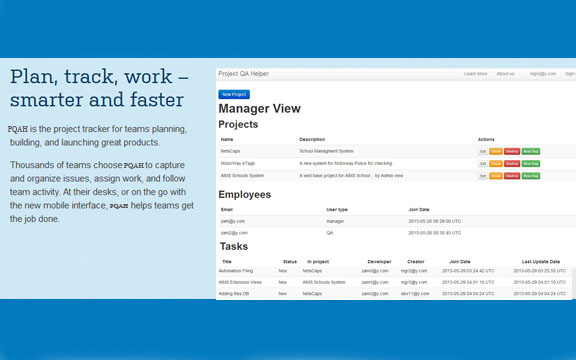 Plan, track, work –
smarter and faster
PQAH is the project tracker for teams planning,
building, and launching great products.
Thousands of teams choose PQAH to capture
and organize issues, assign work, and follow
team activity. At their desks, or on the go with
the new mobile interface, PQAH helps teams get
the job done.
Project QA Helper Learn More About us mgrs@y.com Sign
New Project
Manager View
Projects
Name Description Actions
NetsCaps School Managment System Edit Show Destroy New Bug
MotorWay eTags A new system for Motorway Police for checking . Edit Show Destroy New Bug
AIMS Schools System A web base project for AIMS School . by Admin view Edit Show Destroy New Bug
Employees
Email User type Join Date
zam@y.com manager 2013-05-26 08:29:08 UTC
zam2@y.com QA 2013-05-26 08:30:45 UTC
Tasks
Title Status In project Developer Creator Join Date Last Update Date
Automation Filing New NetsCaps zam3@y.com mgr2@y.com 2013-05-29 03:24:42 UTC 2013-05-29 03:25:55 UTC
AIMS Extension Views New AIMS Schools System zam3@y.com mgrs@y.com 2013-05-29 04:01:10 UTC 2013-05-29 04:01:10 UTC
Adding files DB New NetsCaps zam3@y.com dev11@y.com 2013-05-29 04:04:24 UTC 2013-05-29 04:04:24 UTC